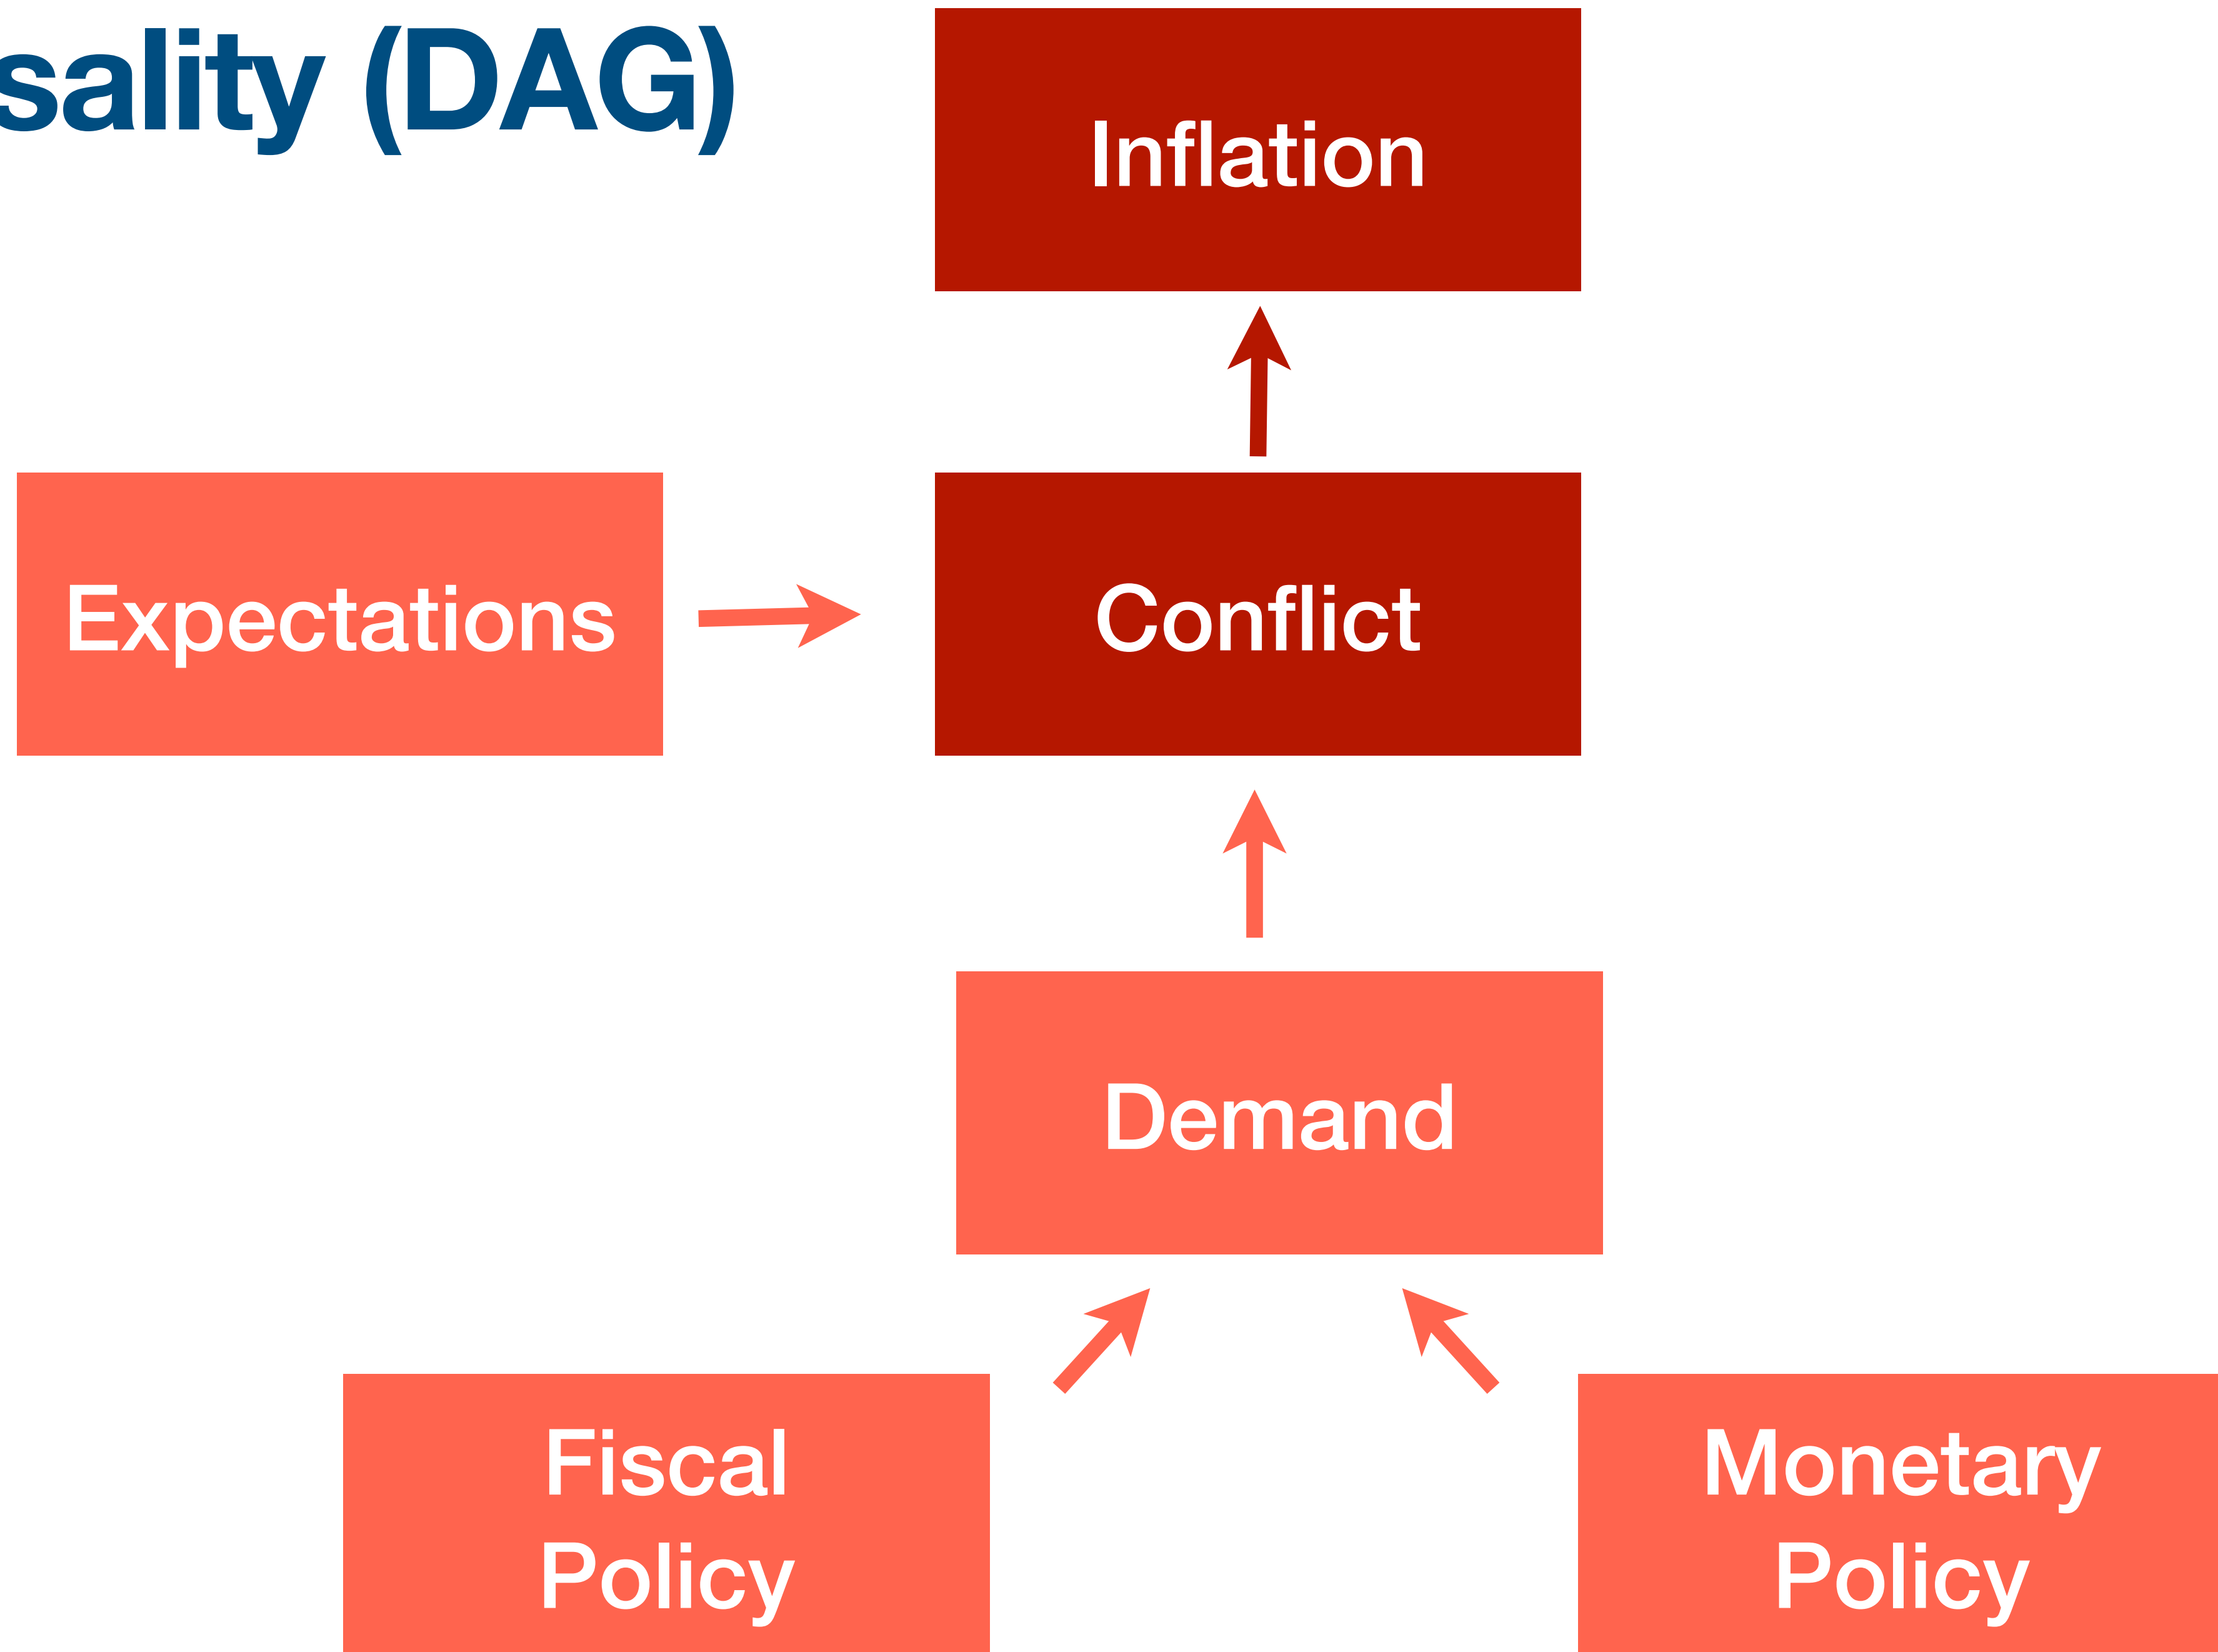 sality (DAG)
Inflation
Expectations
Conflict
Demand
Fiscal
Policy
Monetary
Policy